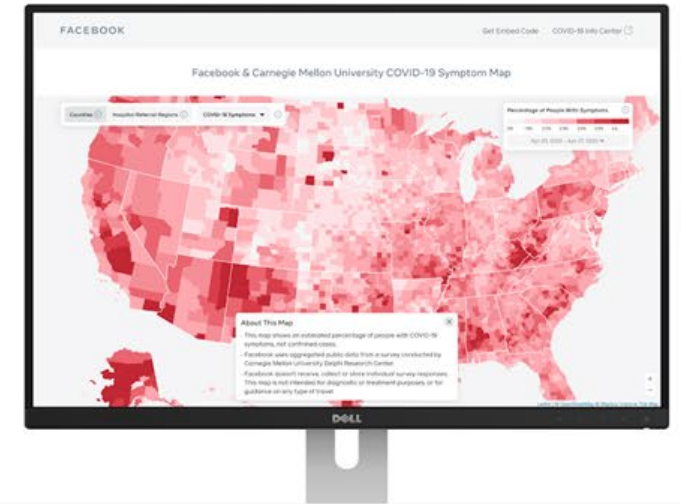 FACEBOOK
Get Embed Code COVID-19 Info Center
Facebook & Carnegie Mellon University COVID-19 Symptom Map
Counties Hospital Referral Regions COVID-19 Symptoms
Percentage of People With Symptoms
About This Map
- This map shows an estimated percentage of people with COVID-19
symptoms, not confirmed cases.
- Facebook uses aggregated public data from a survey conducted by
Carnegie Mellon University Delphi Research Center.
- Facebook doesn't receive, collect or store individual survey responses.
This map is not intended for diagnostic or treatment purposes, or for
guidance on any type of travel
DELL